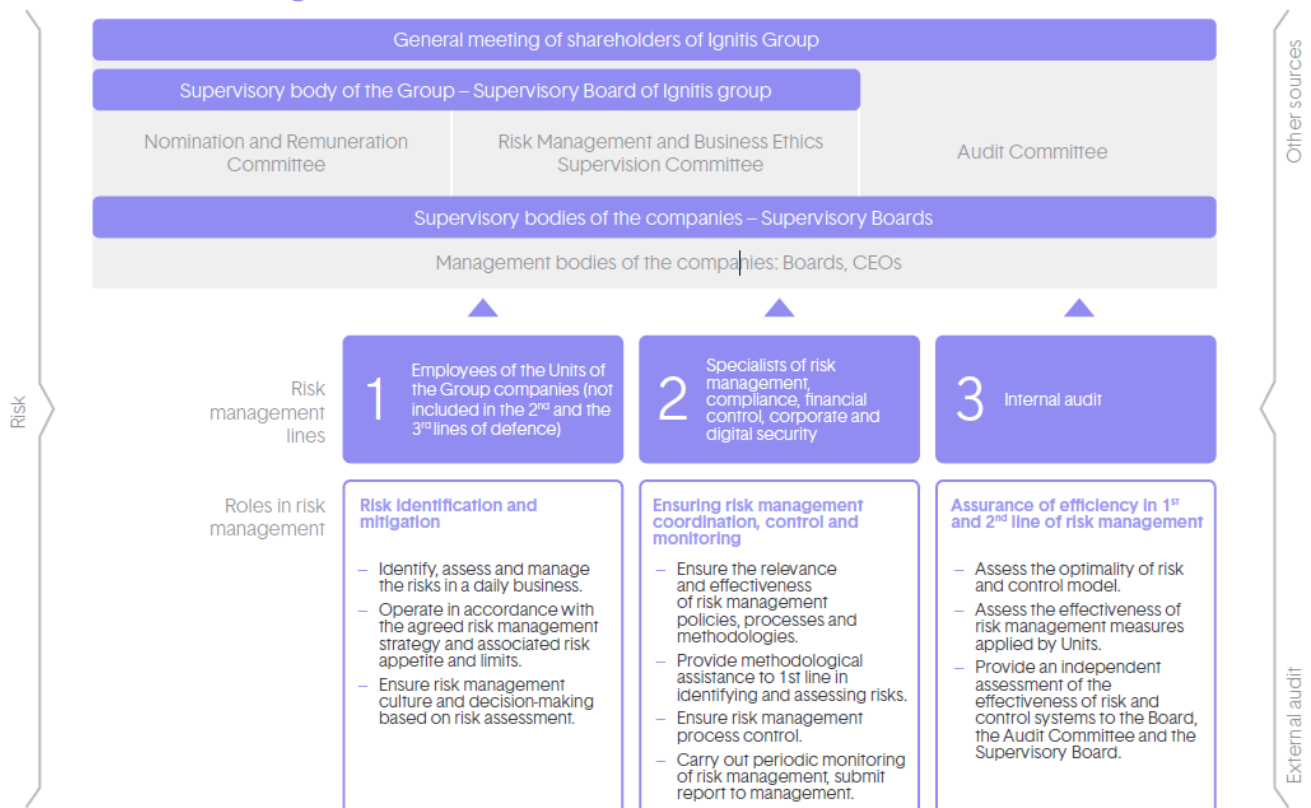 General meeting of shareholders of Ignitis Group
Supervisory body of the Group – Supervisory Board of Ignitis group
Nomination and Remuneration
Committee
Risk Management and Business Ethics
Supervision Committee
Audit Committee
Supervisory bodies of the companies – Supervisory Boards
Management bodies of the companies: Boards, CEOs
Risk
Other sources
External audit
Risk
management
lines
1
Employees of the Units of
the Group companies (not
included in the 2nd and the
3rd lines of defence)
2
Specialists of risk
management,
compliance, financial
control, corporate and
digital security
3
Internal audit
Roles in risk
management
Risk identification and
mitigation
– Identify, assess and manage
the risks in a daily business.
– Operate in accordance with
the agreed risk management
strategy and associated risk
appetite and limits.
– Ensure risk management
culture and decision-making
based on risk assessment.
Ensuring risk management
coordination, control and
monitoring
– Ensure the relevance
and effectiveness
of risk management
policies, processes and
methodologies.
– Provide methodological
assistance to 1st line in
identifying and assessing risks.
– Ensure risk management
process control.
– Carry out periodic monitoring
of risk management, submit
report to management.
Assurance of efficiency in 1st
and 2nd line of risk management
– Assess the optimality of risk
and control model.
– Assess the effectiveness of
risk management measures
applied by Units.
– Provide an independent
assessment of the
effectiveness of risk and
control systems to the Board,
the Audit Committee and the
Supervisory Board.